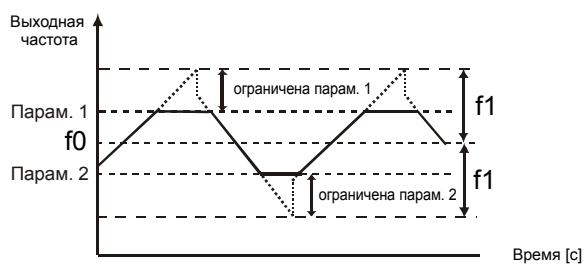 Выходная
частота
ограничена парам. 1
Парам. 1
f1
f0
Парам. 2
f1
ограничена парам. 2
Время [с]